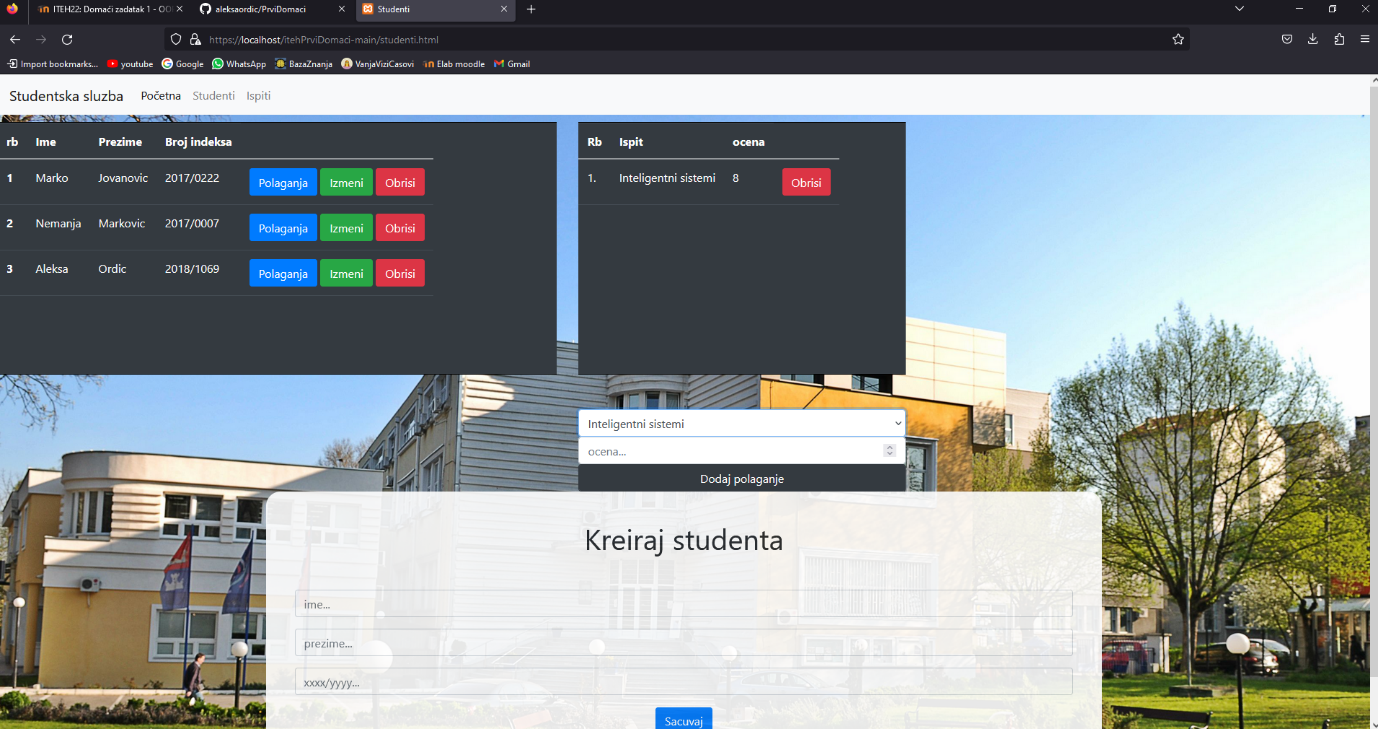 ITEH22: Domaći zadatak 1 - OO
aleksaordic/PrviDomaci
Studenti
https://localhost/itehPrviDomaci-main/studenti.html
Import bookmarks... youtube Google WhatsApp BazaZnanja VanjaViziCasovi Elab moodle Gmail
Studentska sluzba Početna Studenti Ispiti
rb Ime Prezime Broj indeksa
1 Marko Jovanovic 2017/0222 Polaganja Izmeni Obrisi
2 Nemanja Markovic 2017/0007 Polaganja Izmeni Obrisi
3 Aleksa Ordic 2018/1069 Polaganja Izmeni Obrisi
Rb Ispit ocena
1. Inteligentni sistemi 8 Obrisi
Inteligentni sistemi
ocena...
Dodaj polaganje
Kreiraj studenta
ime...
prezime...
xxxx/yyyy...
Sacuvaj